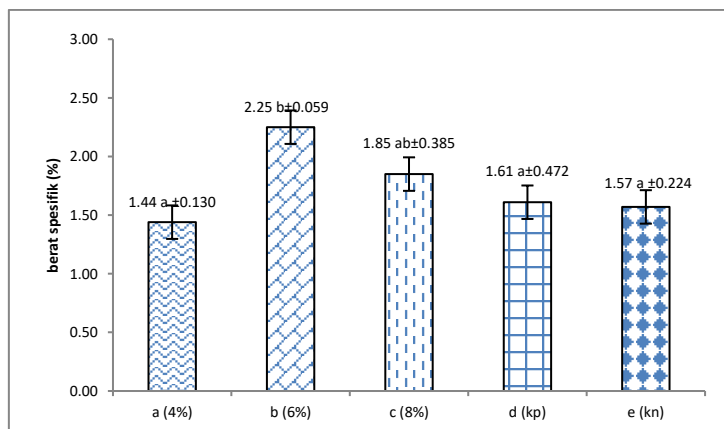 berat spesifik (%)
3.00
2.50
2.00
1.50
1.00
0.50
0.00
1.44 a ±0.130
2.25 b±0.059
1.85 ab±0.385
1.61 a±0.472
1.57 a ±0.224
a (4%)
b (6%)
c (8%)
d (kp)
e (kn)